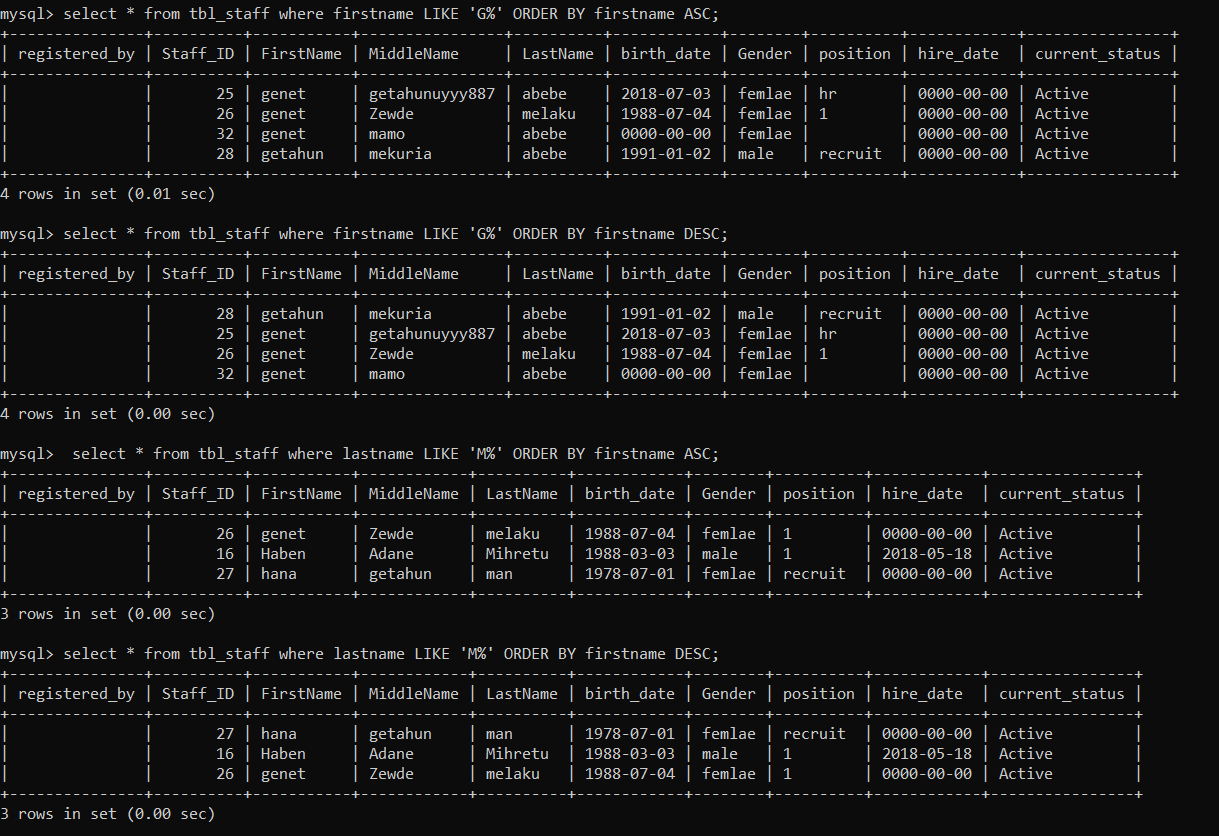 mysql> select * from tbl_staff where firstname LIKE 'G%' ORDER BY firstname ASC;
+---------------+----------+-----------+----------------+----------+------------+--------+----------+------------+----------------+
| registered_by | Staff_ID | FirstName | MiddleName     | LastName | birth_date | Gender | position | hire_date  | current_status |
+---------------+----------+-----------+----------------+----------+------------+--------+----------+------------+----------------+
|               |       25 | genet     | getahunuyyy887 | abebe    | 2018-07-03 | femlae | hr       | 0000-00-00 | Active         |
|               |       26 | genet     | Zewde          | melaku   | 1988-07-04 | femlae | 1        | 0000-00-00 | Active         |
|               |       32 | genet     | mamo           | abebe    | 0000-00-00 | femlae |          | 0000-00-00 | Active         |
|               |       28 | getahun   | mekuria        | abebe    | 1991-01-02 | male   | recruit  | 0000-00-00 | Active         |
+---------------+----------+-----------+----------------+----------+------------+--------+----------+------------+----------------+
4 rows in set (0.01 sec)

mysql> select * from tbl_staff where firstname LIKE 'G%' ORDER BY firstname DESC;
+---------------+----------+-----------+----------------+----------+------------+--------+----------+------------+----------------+
| registered_by | Staff_ID | FirstName | MiddleName     | LastName | birth_date | Gender | position | hire_date  | current_status |
+---------------+----------+-----------+----------------+----------+------------+--------+----------+------------+----------------+
|               |       28 | getahun   | mekuria        | abebe    | 1991-01-02 | male   | recruit  | 0000-00-00 | Active         |
|               |       25 | genet     | getahunuyyy887 | abebe    | 2018-07-03 | femlae | hr       | 0000-00-00 | Active         |
|               |       26 | genet     | Zewde          | melaku   | 1988-07-04 | femlae | 1        | 0000-00-00 | Active         |
|               |       32 | genet     | mamo           | abebe    | 0000-00-00 | femlae |          | 0000-00-00 | Active         |
+---------------+----------+-----------+----------------+----------+------------+--------+----------+------------+----------------+
4 rows in set (0.00 sec)

mysql>  select * from tbl_staff where lastname LIKE 'M%' ORDER BY firstname ASC;
+---------------+----------+-----------+------------+----------+------------+--------+----------+------------+----------------+
| registered_by | Staff_ID | FirstName | MiddleName | LastName | birth_date | Gender | position | hire_date  | current_status |
+---------------+----------+-----------+------------+----------+------------+--------+----------+------------+----------------+
|               |       26 | genet     | Zewde      | melaku   | 1988-07-04 | femlae | 1        | 0000-00-00 | Active         |
|               |       16 | Haben     | Adane      | Mihretu  | 1988-03-03 | male   | 1        | 2018-05-18 | Active         |
|               |       27 | hana      | getahun    | man      | 1978-07-01 | femlae | recruit  | 0000-00-00 | Active         |
+---------------+----------+-----------+------------+----------+------------+--------+----------+------------+----------------+
3 rows in set (0.00 sec)

mysql> select * from tbl_staff where lastname LIKE 'M%' ORDER BY firstname DESC;
+---------------+----------+-----------+------------+----------+------------+--------+----------+------------+----------------+
| registered_by | Staff_ID | FirstName | MiddleName | LastName | birth_date | Gender | position | hire_date  | current_status |
+---------------+----------+-----------+------------+----------+------------+--------+----------+------------+----------------+
|               |       27 | hana      | getahun    | man      | 1978-07-01 | femlae | recruit  | 0000-00-00 | Active         |
|               |       16 | Haben     | Adane      | Mihretu  | 1988-03-03 | male   | 1        | 2018-05-18 | Active         |
|               |       26 | genet     | Zewde      | melaku   | 1988-07-04 | femlae | 1        | 0000-00-00 | Active         |
+---------------+----------+-----------+------------+----------+------------+--------+----------+------------+----------------+
3 rows in set (0.00 sec)